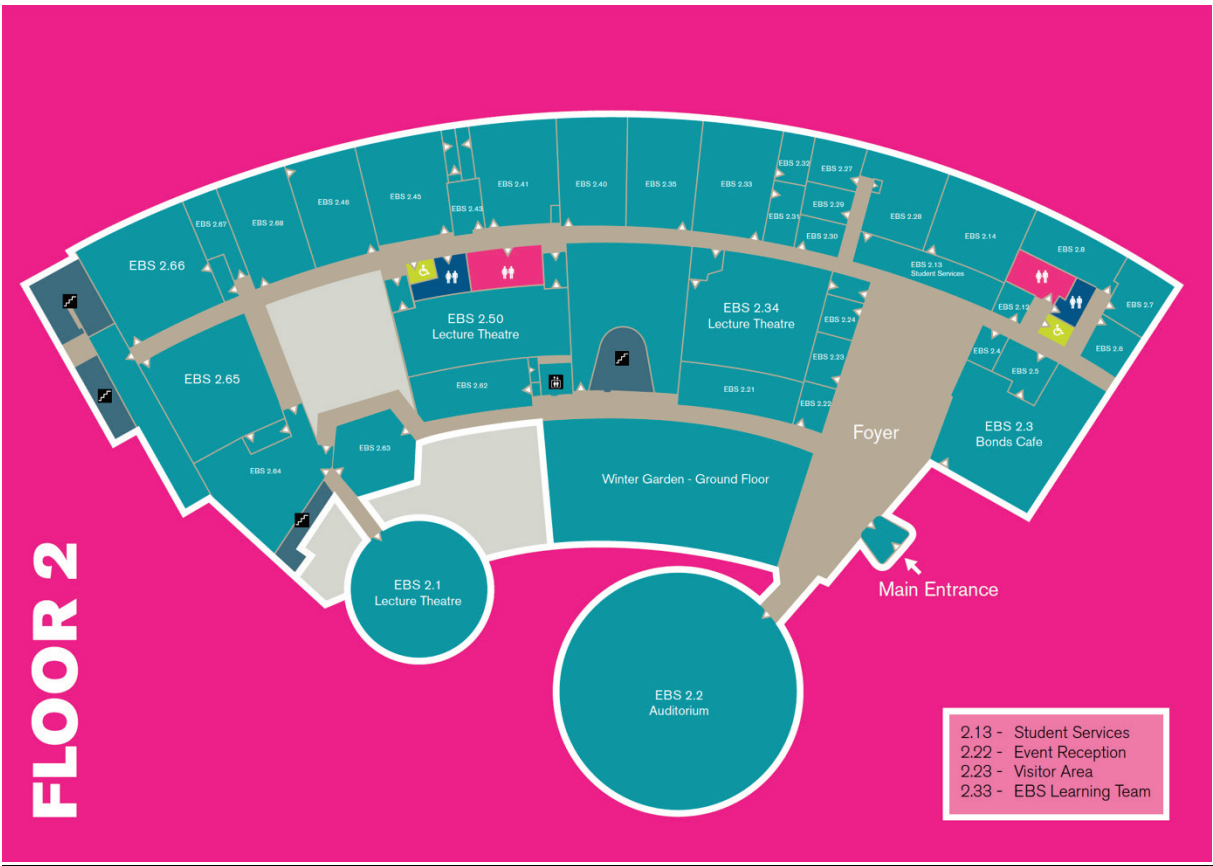 EBS 2.32
EBS 2.27
EBS 2.41
EBS 2.40
EBS 2.35
EBS 2.33
EBS 2.45
EBS 2.46
EBS 2.43
EBS 2.29
EBS 2.31
EBS 2.28
EBS 2.67
EBS 2.68
EBS 2.30
EBS 2.14
EBS 2.8
EBS 2.66
EBS 2.13
Student Services
EBS 2.7
EBS 2.12
EBS 2.50
Lecture Theatre
EBS 2.34
Lecture Theatre
EBS 2.24
EBS 2.4
EBS 2.6
EBS 2.23
EBS 2.5
EBS 2.65
EBS 2.62
EBS 2.21
EBS 2.22
EBS 2.3
Bonds Cafe
Foyer
EBS 2.63
EBS 2.64
Winter Garden - Ground Floor
EBS 2.1
Lecture Theatre
Main Entrance
EBS 2.2
Auditorium
FLOOR 2
2.13 - Student Services
2.22 - Event Reception
2.23 - Visitor Area
2.33 - EBS Learning Team